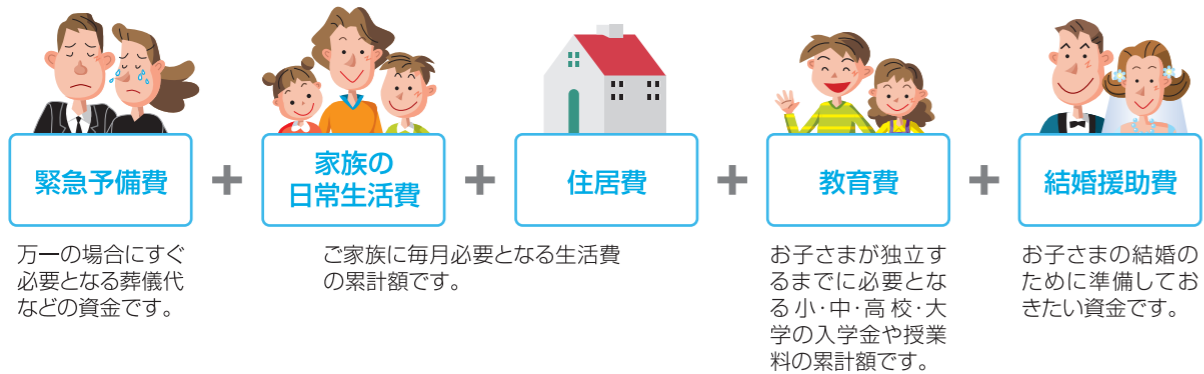 緊急予備費
+
家族の
日常生活費
+
住居費
+
教育費
+
結婚援助費
万一の場合にすぐ
必要となる葬儀代
などの資金です。
ご家族に毎月必要となる生活費
の累計額です。
お子さまが独立す
るまでに必要とな
る小・中・高校・大
学の入学金や授業
料の累計額です。
お子さまの結婚の
ために準備してお
きたい資金です。